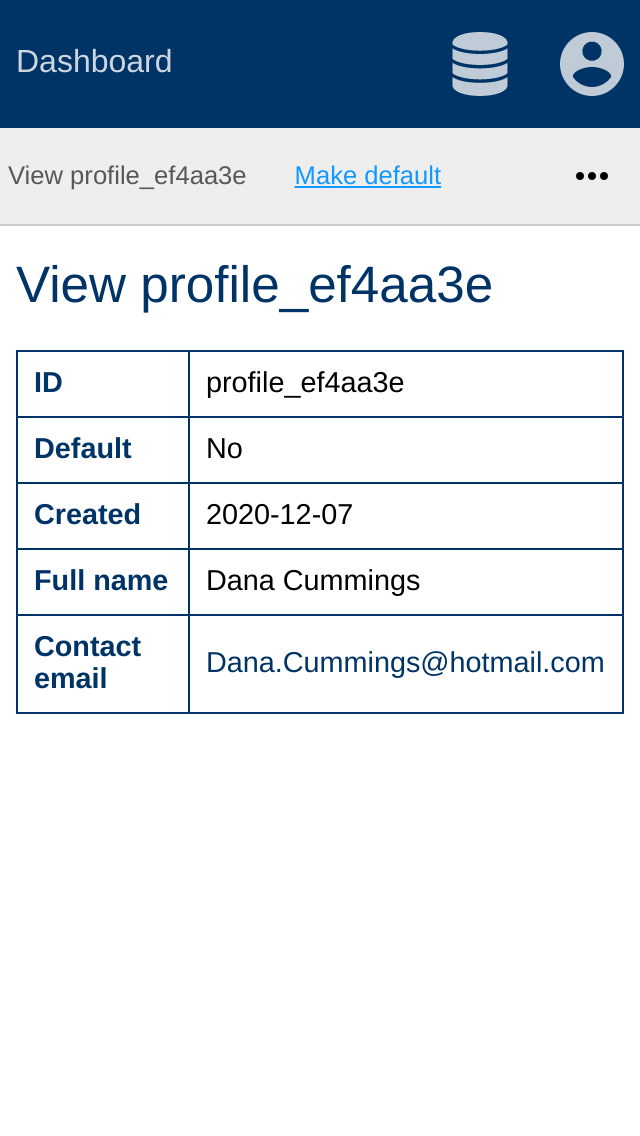 Dashboard
View profile_ef4aa3e Make default
View profile_ef4aa3e
ID profile_ef4aa3e
Default No
Created 2020-12-07
Full name Dana Cummings
Contact email Dana.Cummings@hotmail.com